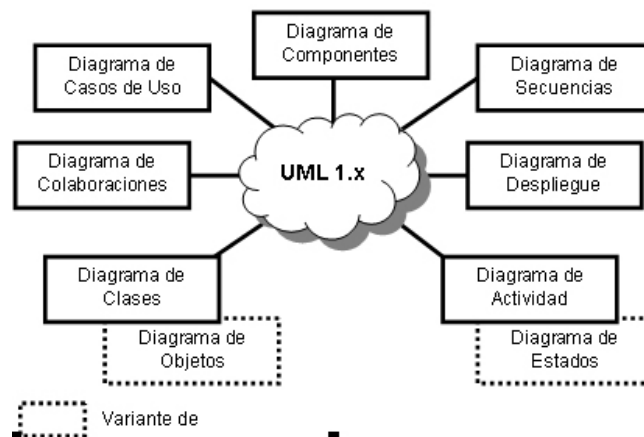 Diagrama de
Componentes
Diagrama de
Casos de Uso
Diagrama de
Secuencias
Diagrama de
Colaboraciones
UML 1.x
Diagrama de
Despliegue
Diagrama de
Clases
Diagrama de
Actividad
Diagrama de
Objetos
Diagrama de
Estados
Variante de